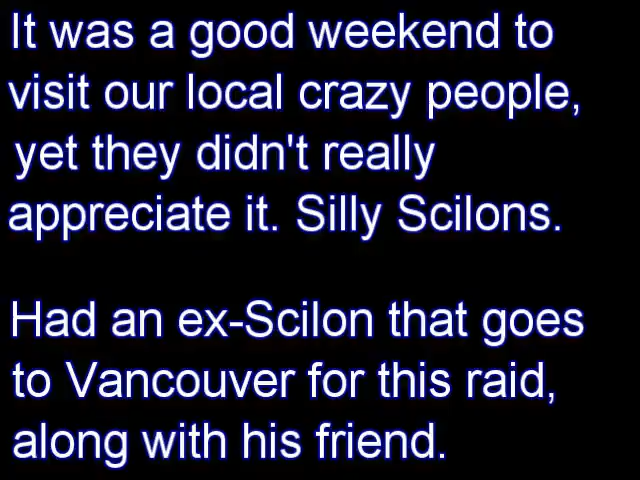 It was a good weekend to
visit our local crazy people,
yet they didn't really
appreciate it. Silly Scilons.
Had an ex-Scilon that goes
to Vancouver for this raid,
along with his friend.